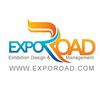 EXPOROAD
Exhibition Design & Management
WWW.EXPOROAD.COM